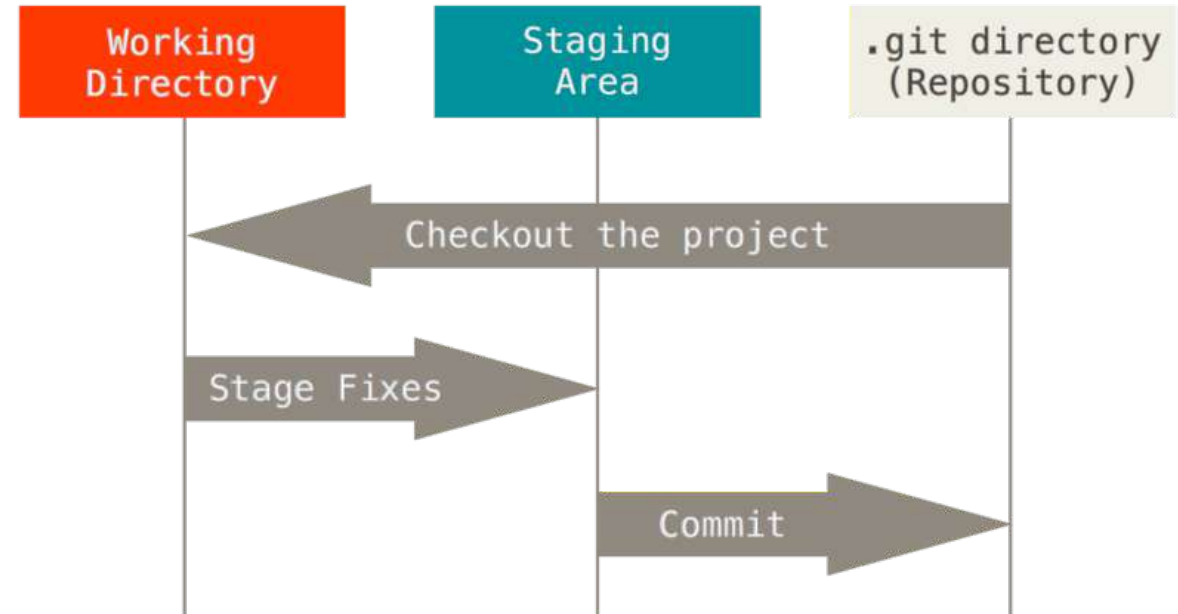 Working
Directory
Staging
Area
.git directory
(Repository)
Checkout the project
Stage Fixes
Commit